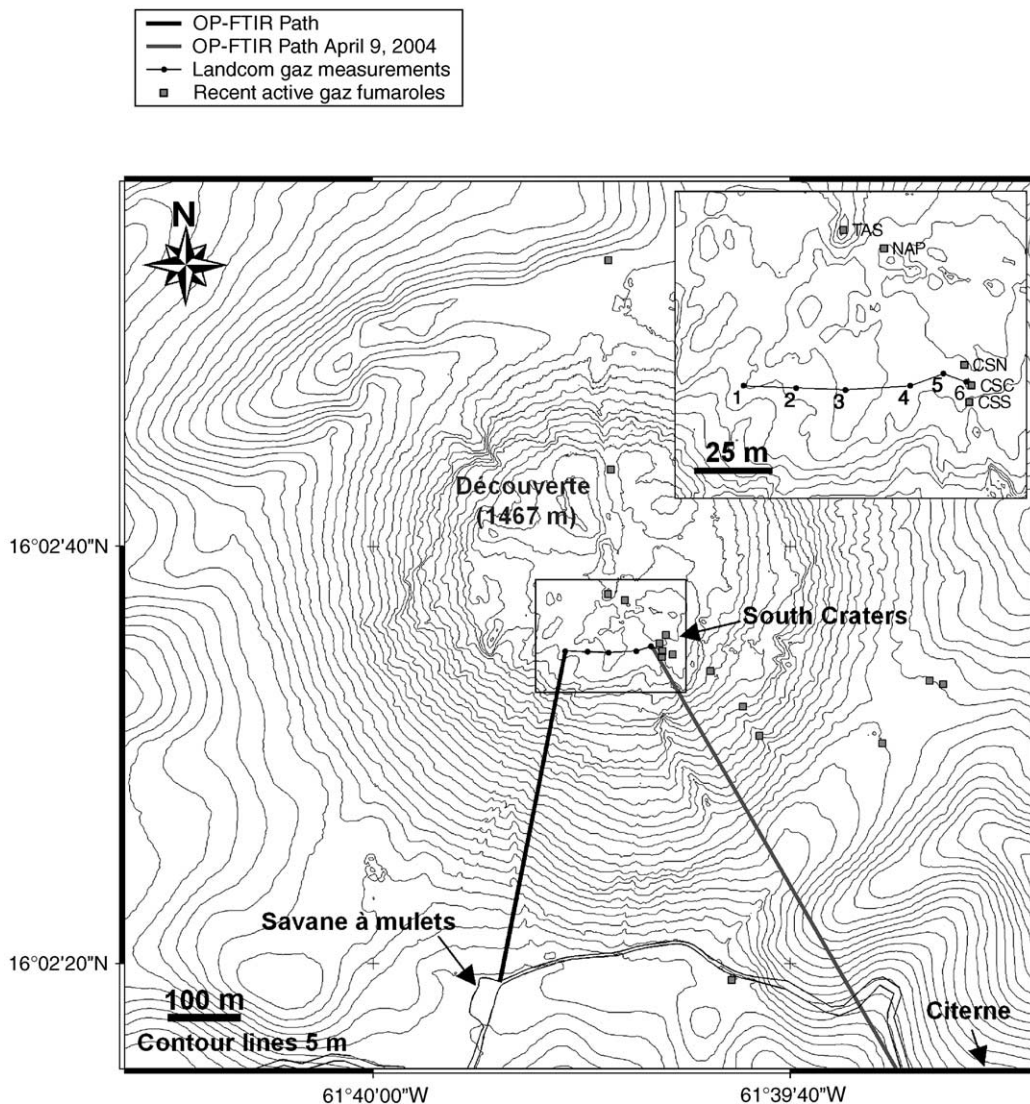 OP-FTIR Path
OP-FTIR Path April 9, 2004
Landcom gaz measurements
Recent active gaz fumaroles
N
TAS
NAP
CSN
CSC
CSS
1
2
3
4
5
6
25 m
Découverte
(1467 m)
16°02'40"N
South Craters
Savane à mulets
16°02'20"N
100 m
Contour lines 5 m
Citerne
61°40'00"W
61°39'40"W